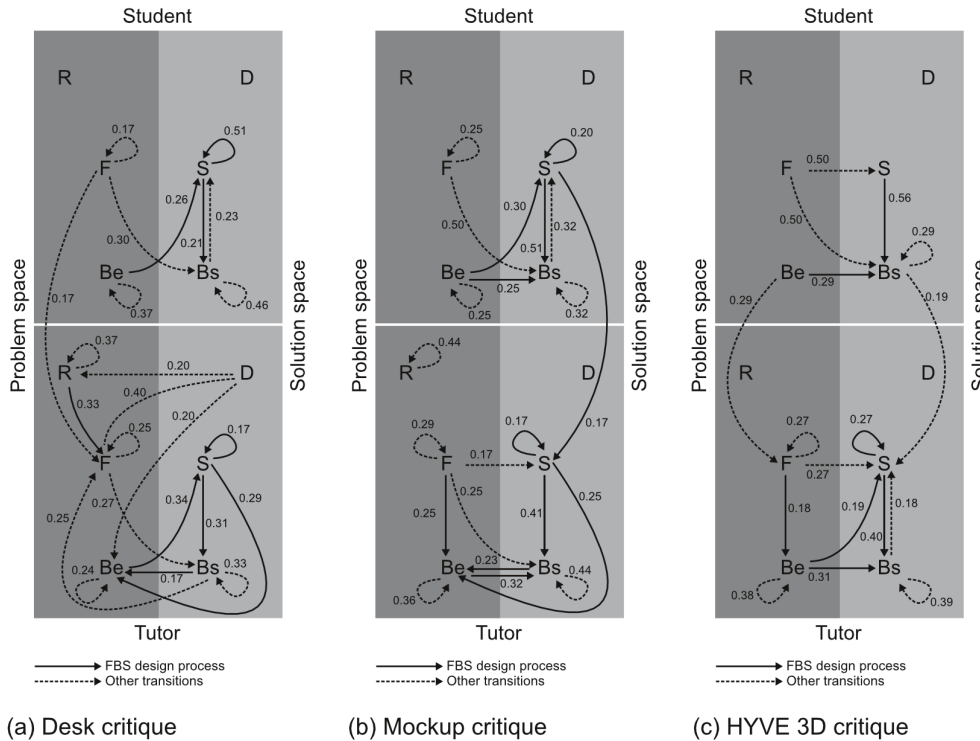 Student
Student
Student
R
D
R
D
R
D
0.17
0.51
0.25
0.20
F
S
F
S
F
0.50
S
0.26
0.23
0.30
0.32
0.56
0.30
0.21
0.50
0.51
0.50
0.29
Be
Bs
Be
Bs
Be
Bs
0.37
0.46
0.25
0.25
0.32
0.29
0.29
0.19
0.17
Problem space
Solution space
Problem space
Solution space
Problem space
Solution space
0.37
0.44
R
0.20
D
R
D
R
D
0.33
0.40
0.20
0.17
0.25
0.17
0.29
0.17
0.17
0.27
0.27
F
S
F
S
F
S
0.27
0.25
0.27
0.34
0.29
0.31
0.25
0.25
0.41
0.25
0.18
0.19
0.40
0.18
0.24
Be
0.17
Bs
0.33
Be
0.23
0.32
Bs
0.44
Be
0.31
Bs
0.36
0.38
0.39
Tutor
Tutor
Tutor
FBS design process
Other transitions
FBS design process
Other transitions
FBS design process
Other transitions
(a) Desk critique
(b) Mockup critique
(c) HYVE 3D critique